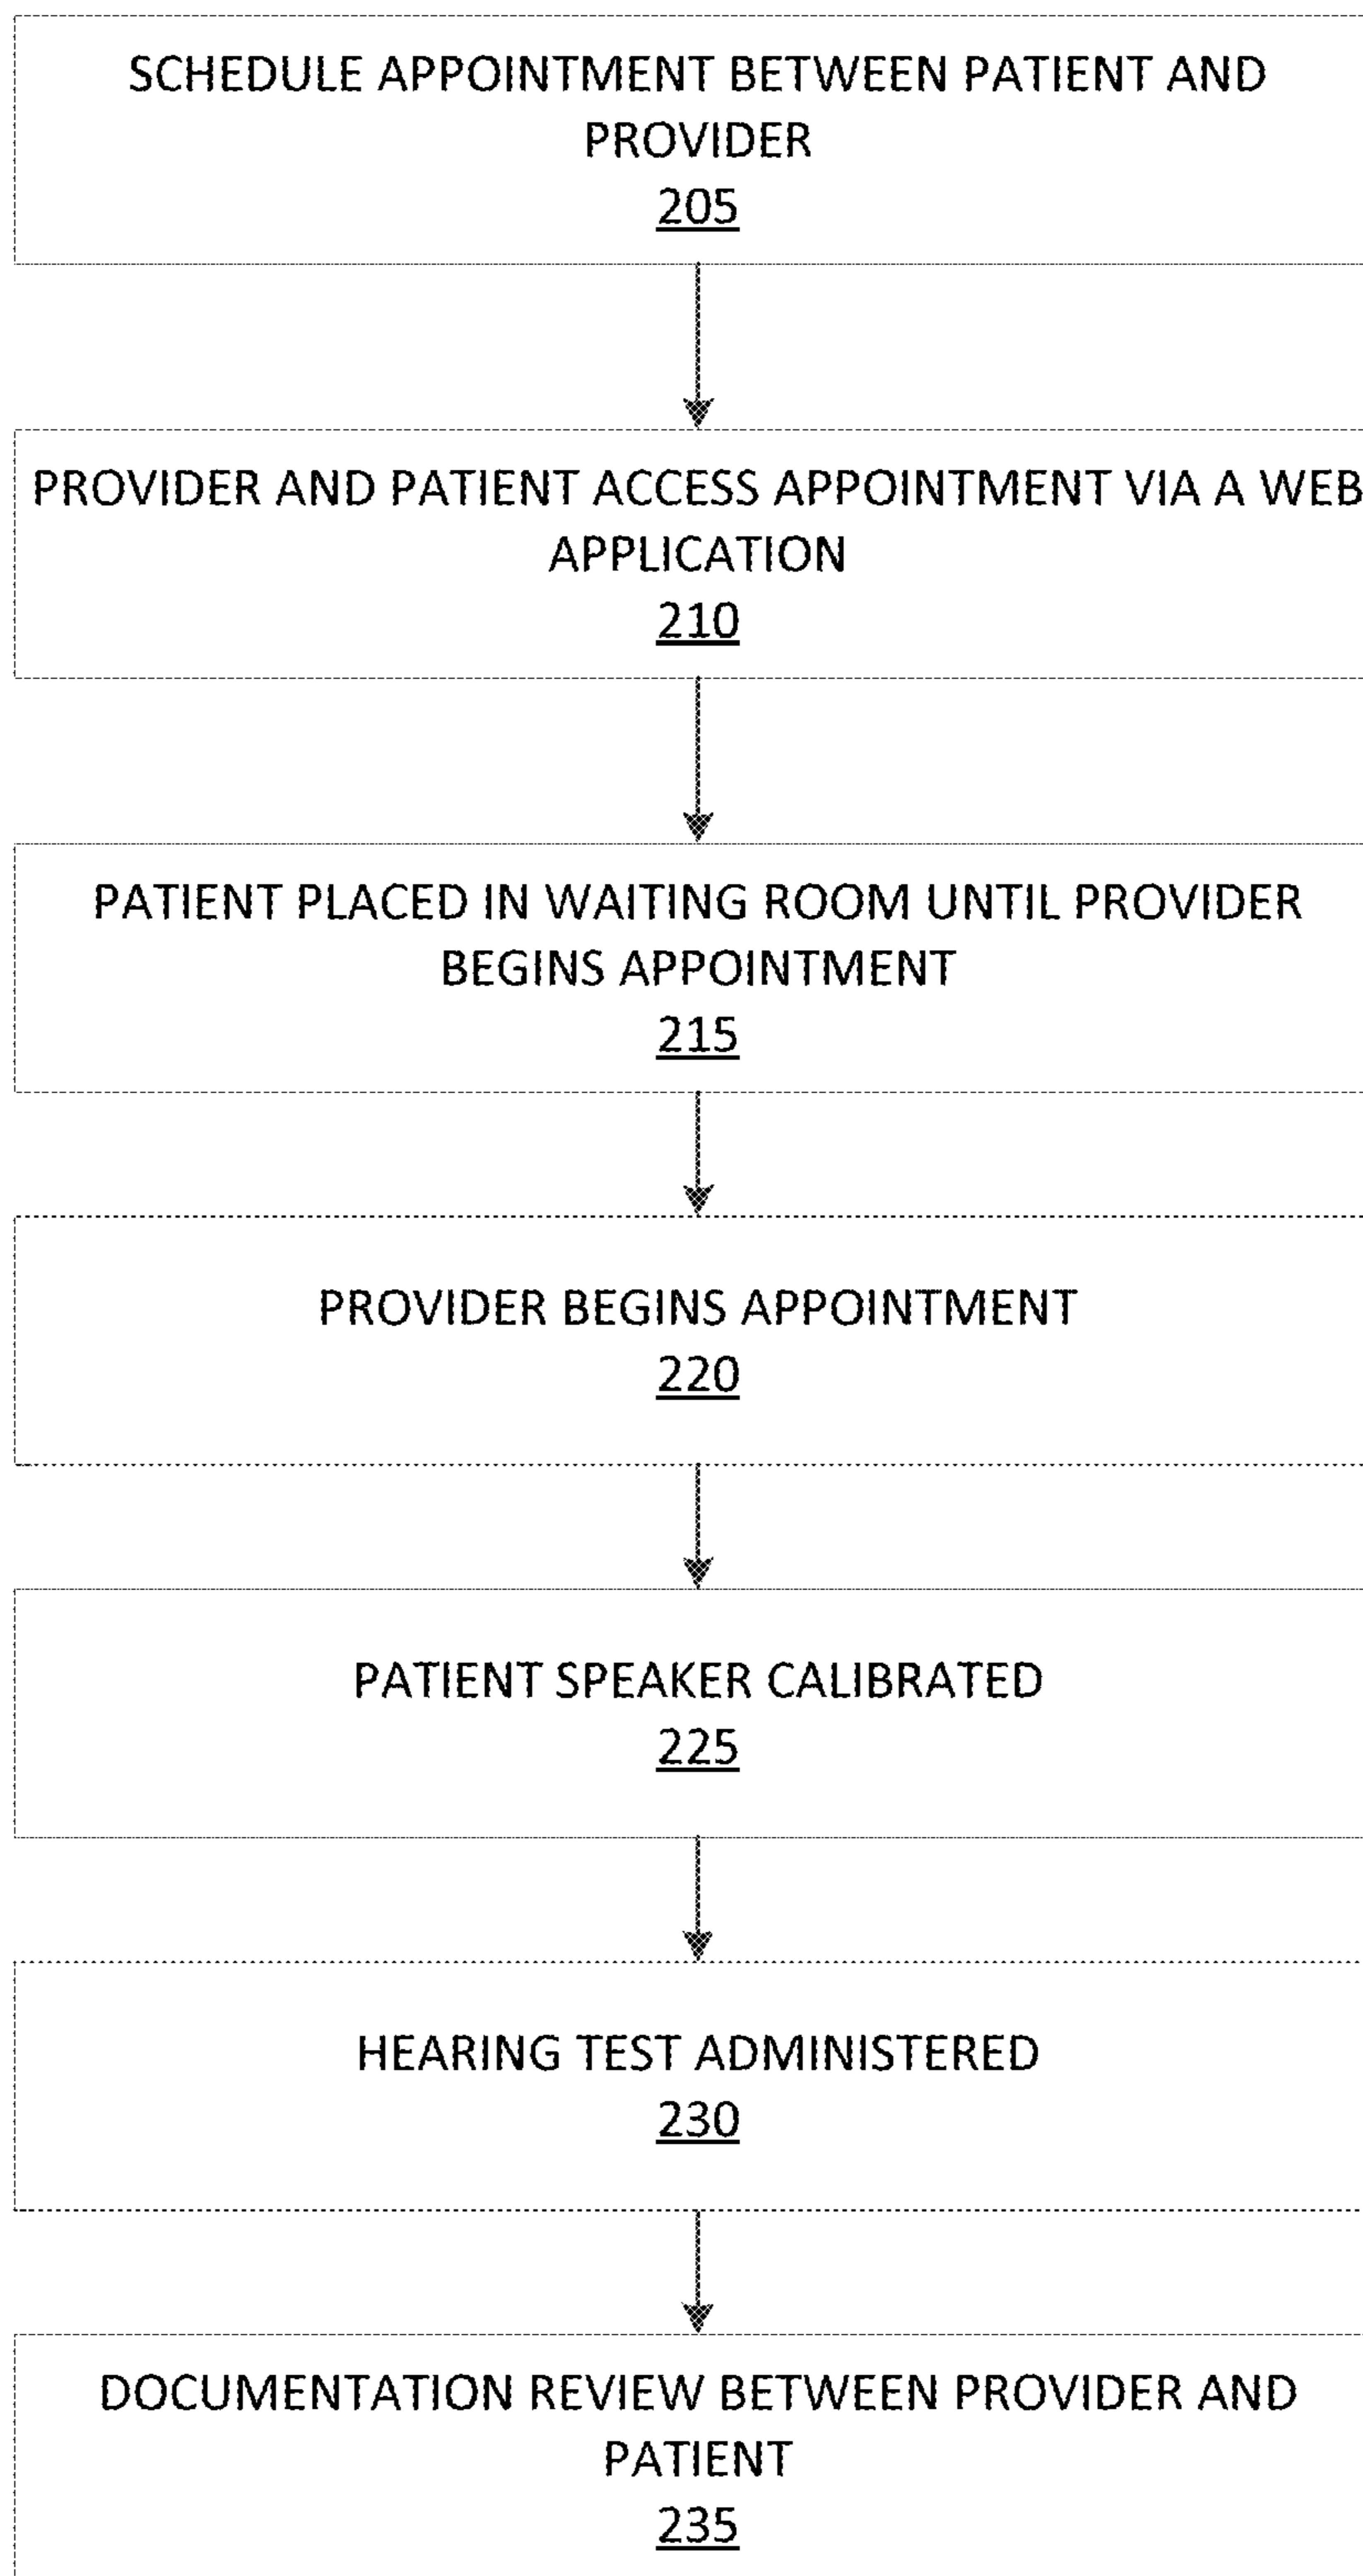 SCHEDULE APPOINTMENT BETWEEN PATIENT AND
PROVIDER
205
PROVIDER AND PATIENT ACCESS APPOINTMENT VIA A WEB
APPLICATION
210
PATIENT PLACED IN WAITING ROOM UNTIL PROVIDER
BEGINS APPOINTMENT
215
PROVIDER BEGINS APPOINTMENT
220
PATIENT SPEAKER CALIBRATED
225
HEARING TEST ADMINISTERED
230
DOCUMENTATION REVIEW BETWEEN PROVIDER AND
PATIENT
235